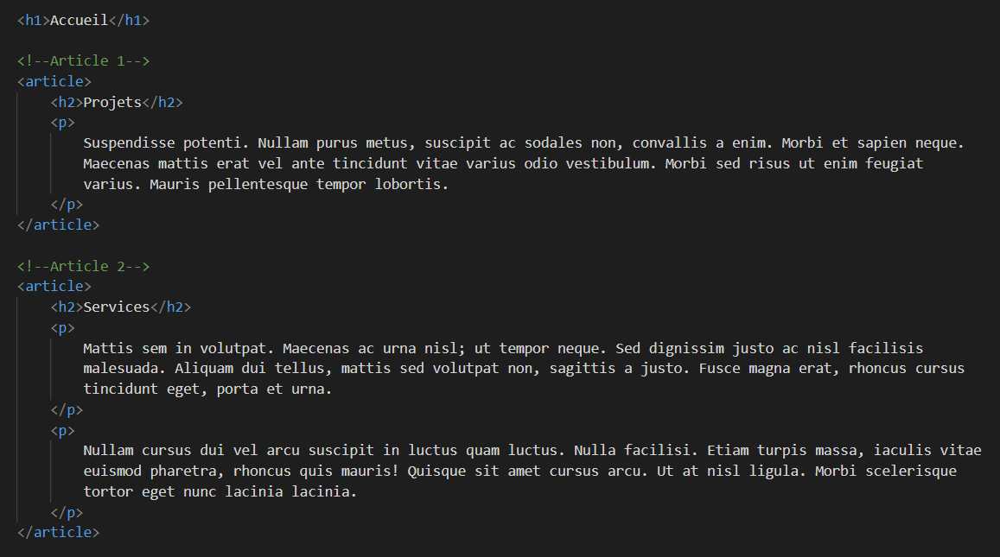 <h1>Accueil</h1>
<!--Article 1-->
<article>
<h2>Projets</h2>
<p>
Suspendisse potenti. Nullam purus metus, suscipit ac sodales non, convallis a enim. Morbi et sapien neque.
Maecenas mattis erat vel ante tincidunt vitae varius odio vestibulum. Morbi sed risus ut enim feugiat
varius. Mauris pellentesque tempor lobortis.
</p>
</article>
<!--Article 2-->
<article>
<h2>Services</h2>
<p>
Mattis sem in volutpat. Maecenas ac urna nisl; ut tempor neque. Sed dignissim justo ac nisl facilisis
malesuada. Aliquam dui tellus, mattis sed volutpat non, sagittis a justo. Fusce magna erat, rhoncus cursus
tincidunt eget, porta et urna.
</p>
<p>
Nullam cursus dui vel arcu suscipit in luctus quam luctus. Nulla facilisi. Etiam turpis massa, iaculis vitae
euismod pharetra, rhoncus quis mauris! Quisque sit amet cursus arcu. Ut at nisl ligula. Morbi scelerisque
tortor eget nunc lacinia lacinia.
</p>
</article>